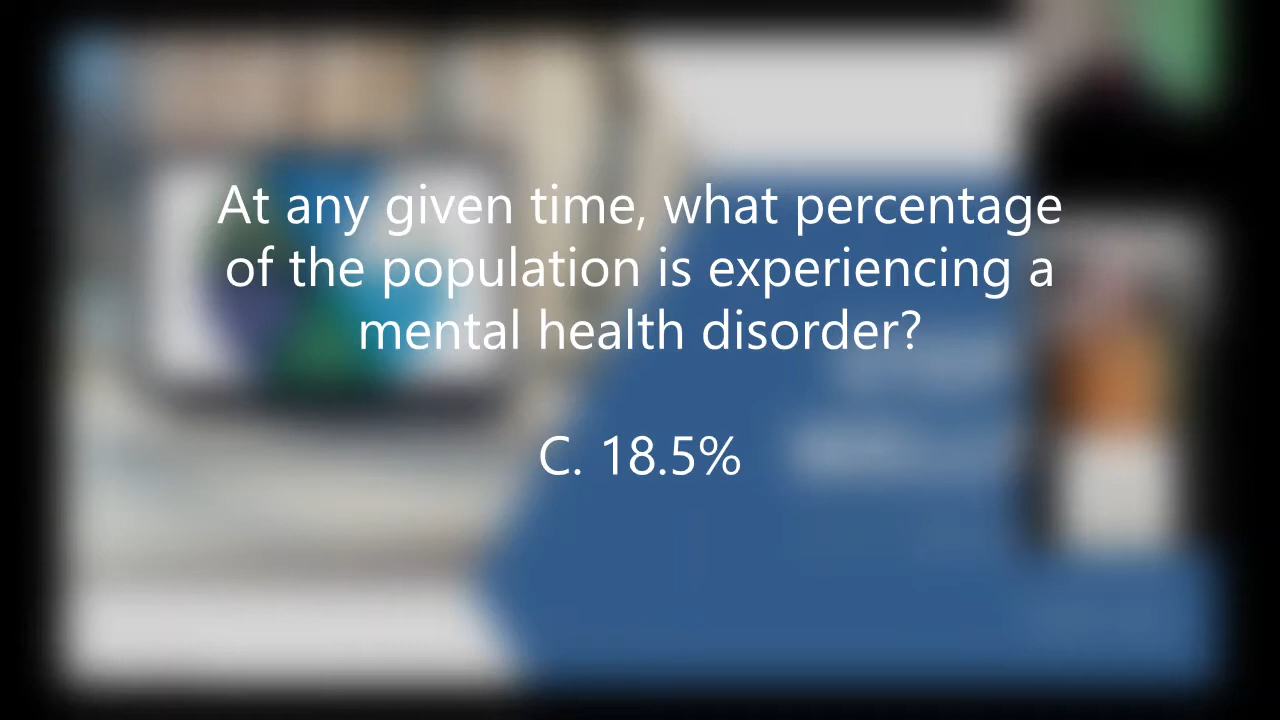 At any given time, what percentage
of the population is experiencing a
mental health disorder?
C. 18.5%